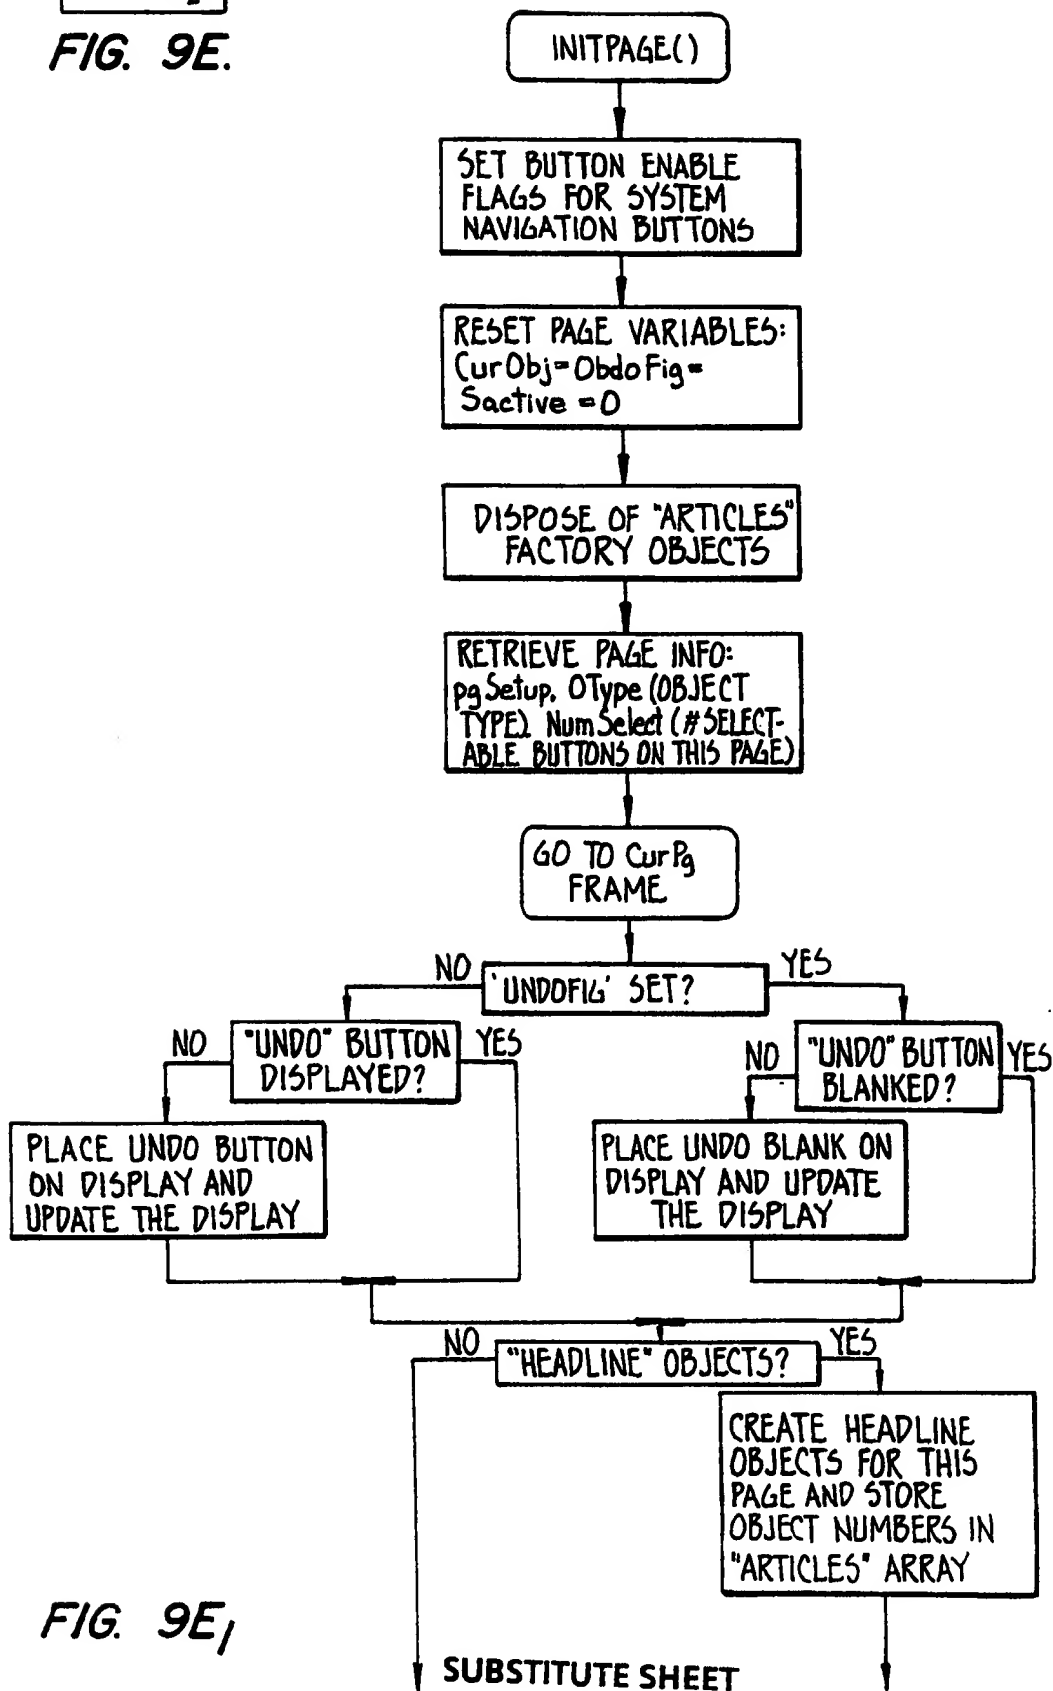 FIG. 9E.
INITPAGE()
SET BUTTON ENABLE
FLAGS FOR SYSTEM
NAVIGATION BUTTONS
RESET PAGE VARIABLES:
CurObj=ObdoFig=
Sactive=0
DISPOSE OF "ARTICLES"
FACTORY OBJECTS
RETRIEVE PAGE INFO:
pgSetup, OType (OBJECT
TYPE), NumSelect (#SELECT-
ABLE BUTTONS ON THIS PAGE)
GO TO CurPg
FRAME
NO 'UNDOFIG' SET? YES
NO "UNDO" BUTTON YES
DISPLAYED?
NO "UNDO" BUTTON YES
BLANKED?
PLACE UNDO BUTTON
ON DISPLAY AND
UPDATE THE DISPLAY
PLACE UNDO BLANK ON
DISPLAY AND UPDATE
THE DISPLAY
NO "HEADLINE" OBJECTS? YES
CREATE HEADLINE
OBJECTS FOR THIS
PAGE AND STORE
OBJECT NUMBERS IN
"ARTICLES" ARRAY
FIG. 9E1
SUBSTITUTE SHEET